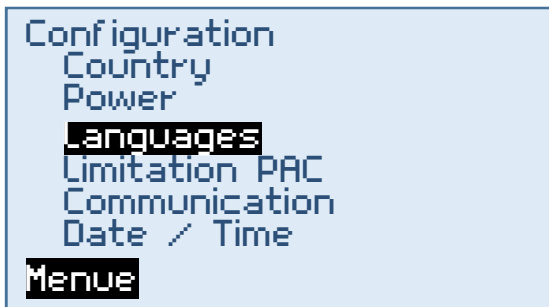 Configuration
Country
Power
Languages
Limitation PAC
Communication
Date / Time
Menue